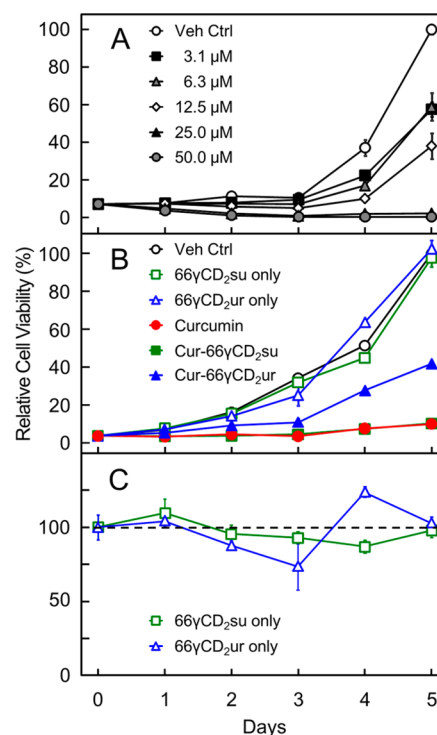 A
Veh Ctrl
3.1 µM
6.3 µM
12.5 µM
25.0 µM
50.0 µM
100
80
60
40
20
0
B
Veh Ctrl
66γCD₂su only
66γCD₂ur only
Curcumin
Cur-66γCD₂su
Cur-66γCD₂ur
100
80
60
40
20
0
Relative Cell Viability (%)
C
100
50
0
66γCD₂su only
66γCD₂ur only
0 1 2 3 4 5
Days